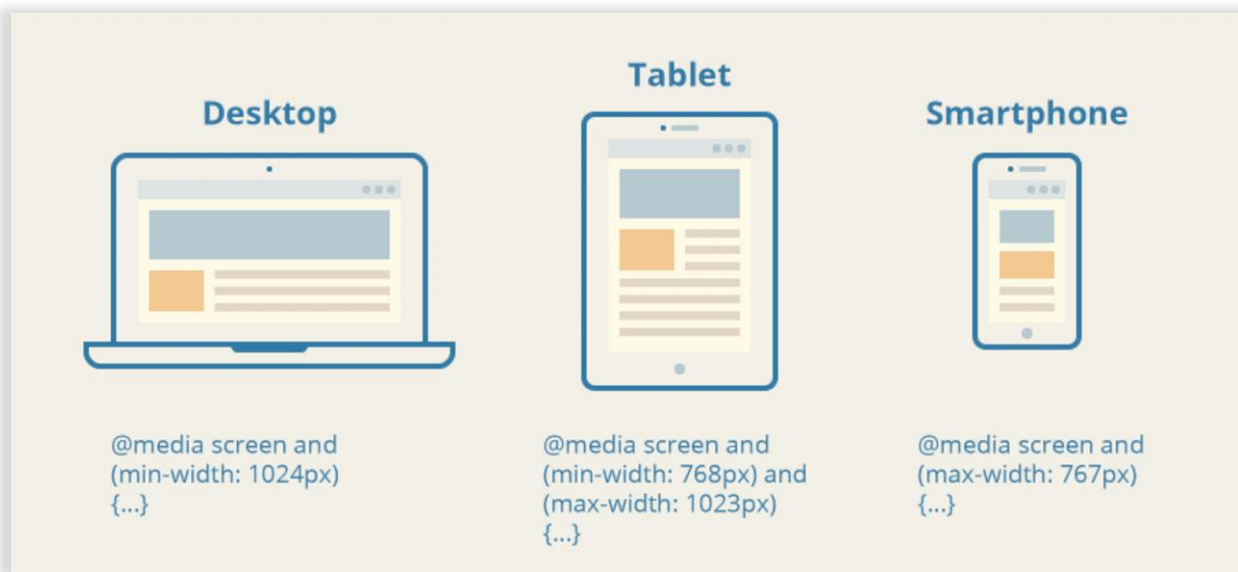 Desktop
@media screen and
(min-width: 1024px)
{...}
Tablet
@media screen and
(min-width: 768px) and
(max-width: 1023px)
{...}
Smartphone
@media screen and
(max-width: 767px)
{...}